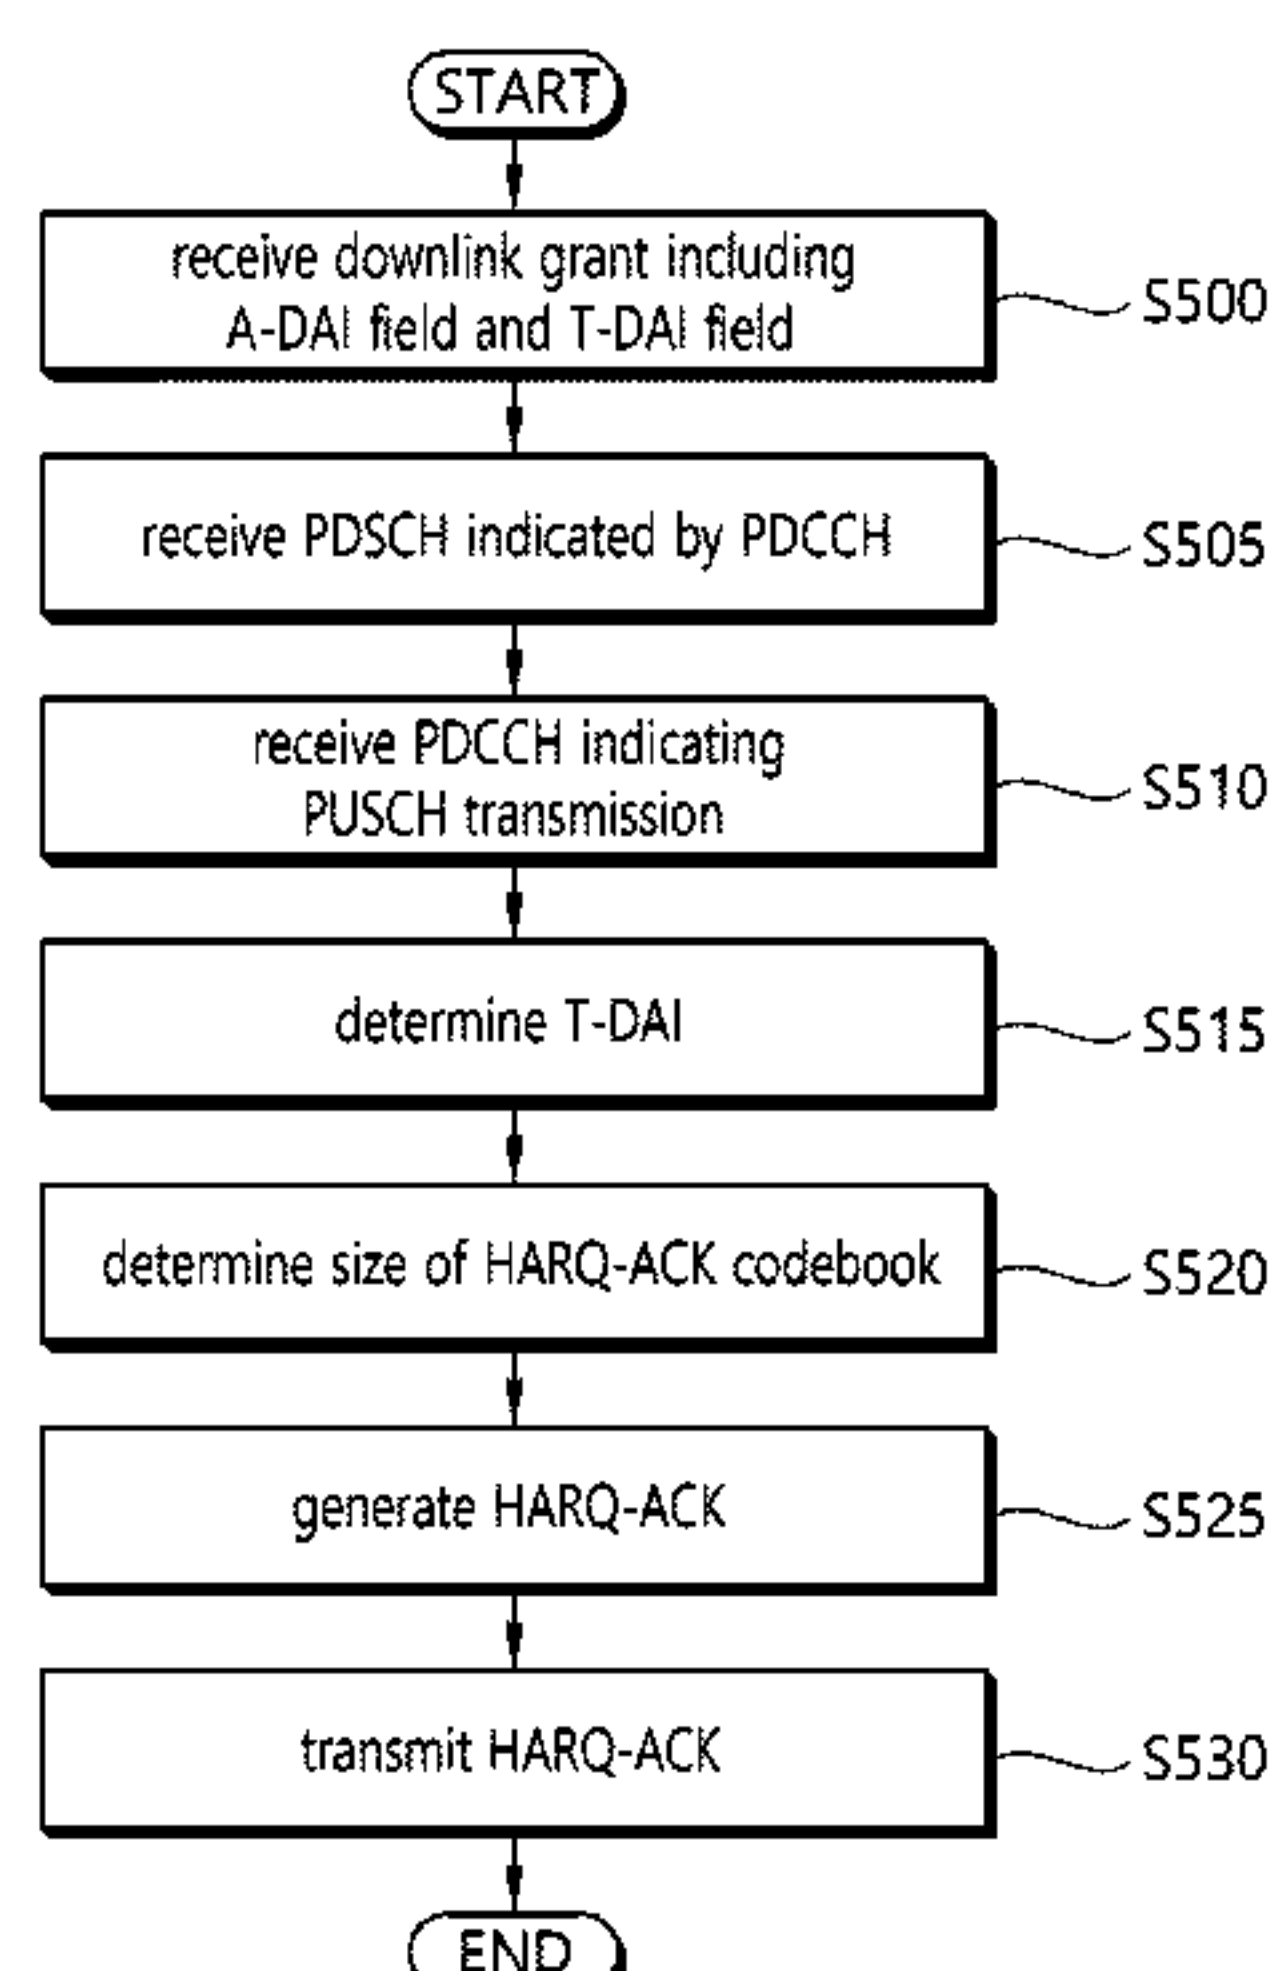 START
receive downlink grant including
A-DAI field and T-DAI field
S500
receive PDSCH indicated by PDCCH
S505
receive PDCCH indicating
PUSCH transmission
S510
determine T-DAI
S515
determine size of HARQ-ACK codebook
S520
generate HARQ-ACK
S525
transmit HARQ-ACK
S530
END